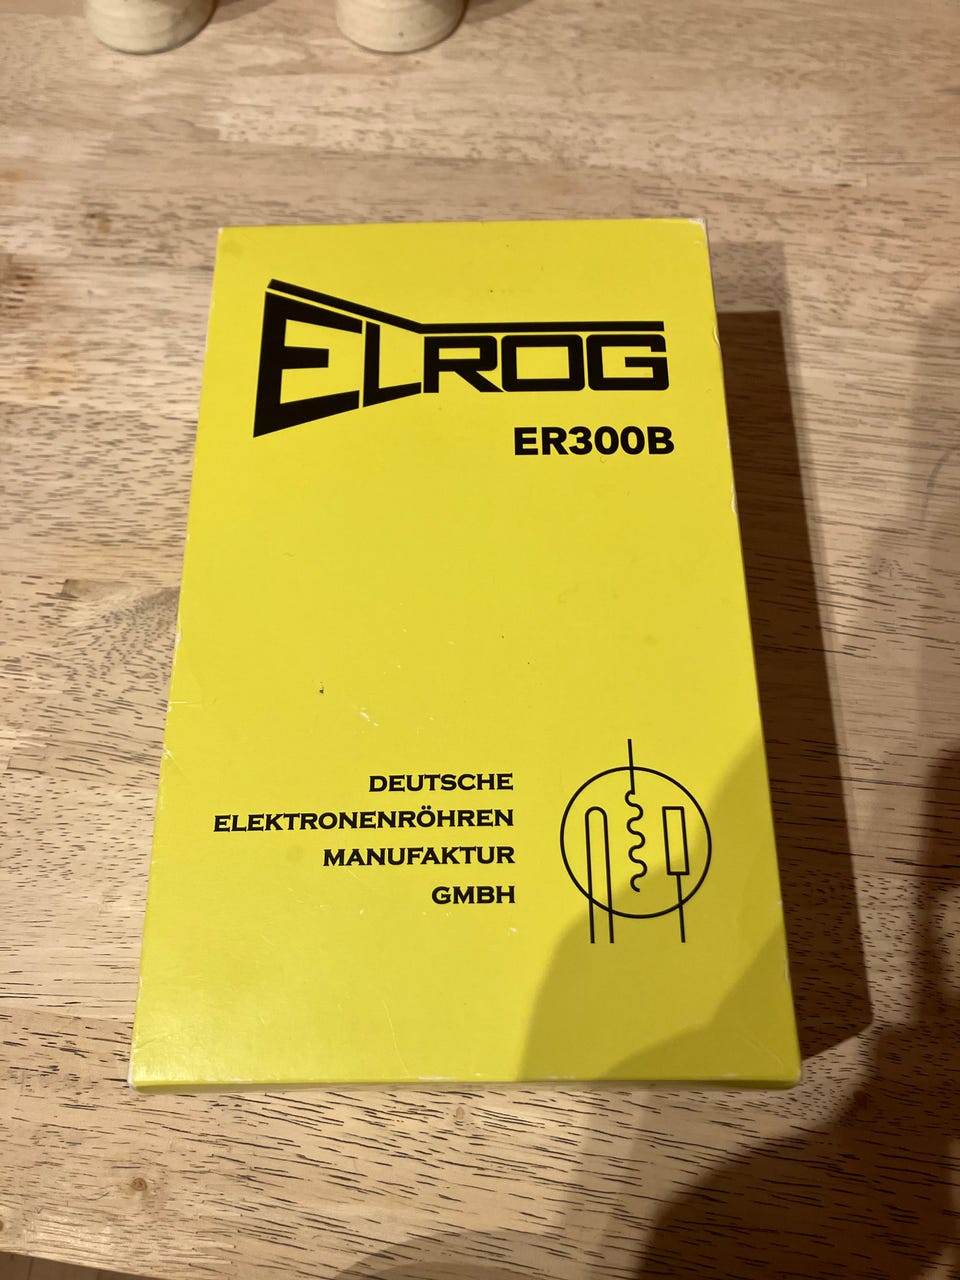 ELROG
ER300B
DEUTSCHE
ELEKTRONENRÖHREN
MANUFAKTUR
GMBH